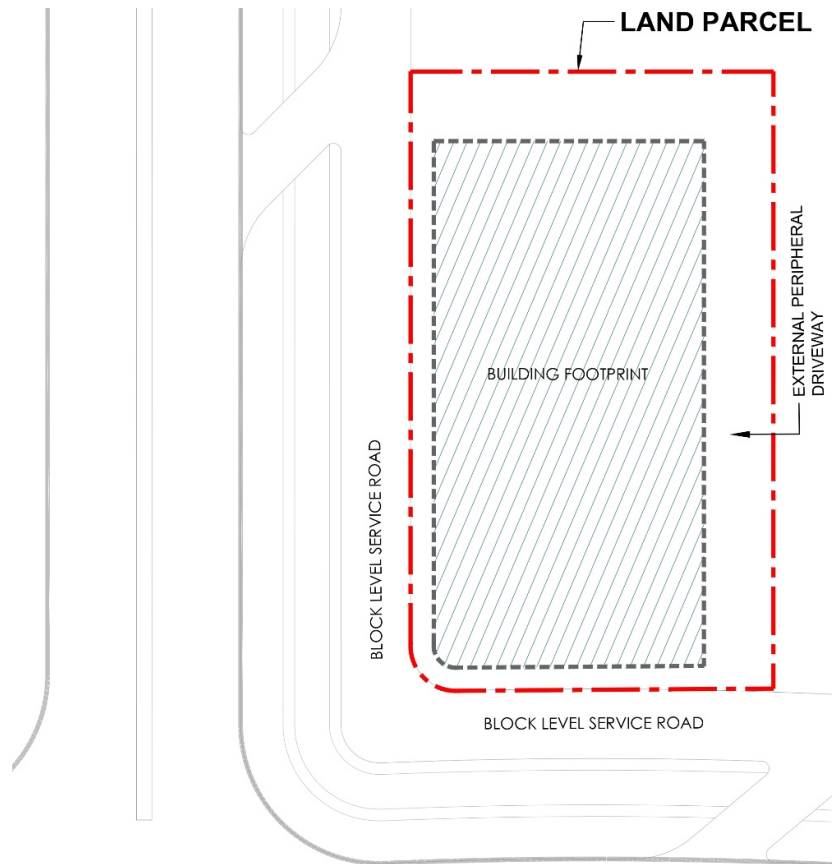 LAND PARCEL
EXTERNAL PERIPHERAL
DRIVEWAY
BUILDING FOOTPRINT
BLOCK LEVEL SERVICE ROAD
BLOCK LEVEL SERVICE ROAD